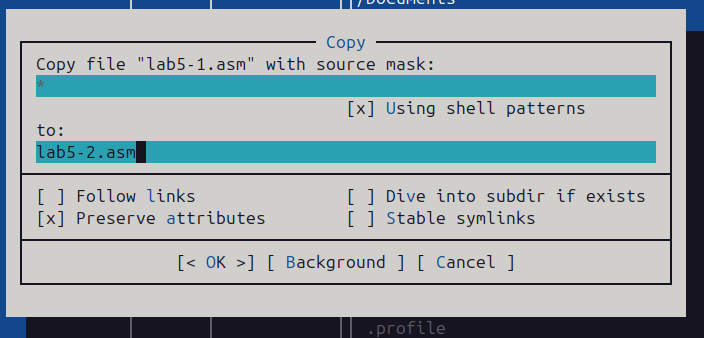 /Documents
Copy
Copy file "lab5-1.asm" with source mask:
*
[x] Using shell patterns
to:
lab5-2.asm
[ ] Follow links [ ] Dive into subdir if exists
[x] Preserve attributes [ ] Stable symlinks
[< OK >] [ Background ] [ Cancel ]
.profile